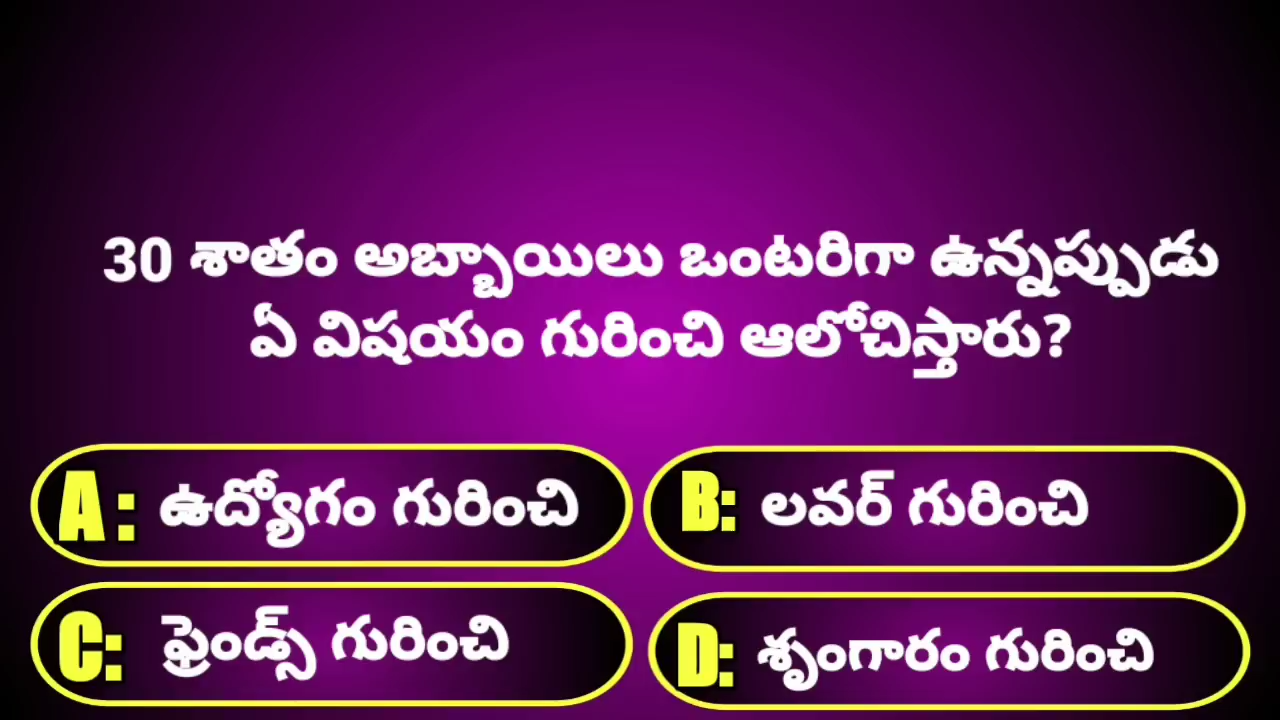 30 శాతం అబ్బాయిలు ఒంటరిగా ఉన్నప్పుడు
ఏ విషయం గురించి ఆలోచిస్తారు?
A : ఉద్యోగం గురించి
B: లవర్ గురించి
C: ఫ్రెండ్స్ గురించి
D: శృంగారం గురించి